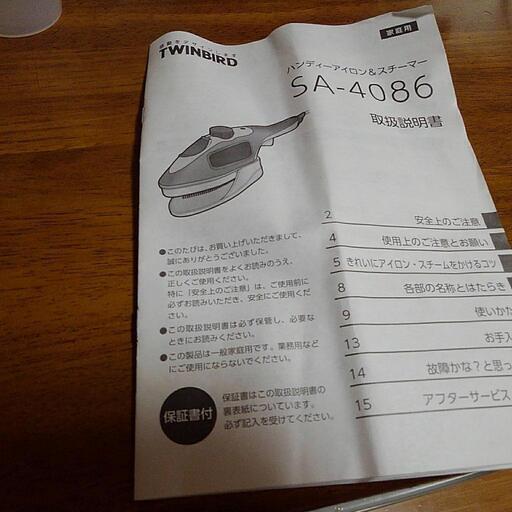 感動をデザインします
TWINBIRD
家庭用
ハンディーアイロン&スチーマー
SA-4086
取扱説明書
●このたびは、お買い上げいただきまして、
誠にありがとうございました。
●この取扱説明書をよくお読みのうえ、
正しくご使用ください。
特に「安全上のご注意」は、ご使用前に
必ずお読みいただき、安全にご使用くだ
さい。
●この取扱説明書は必ず保管し、必要な
ときにお読みください。
●この製品は一般家庭用です。業務用など
にご使用にならないでください。
保証書付
保証書はこの取扱説明書の
裏表紙についています。
必ず記入を受けてください。
2 安全上のご注意
4 使用上のご注意とお願い
5 きれいにアイロン・スチームをかけるコツ
8 各部の名称とはたらき
9 使いかた
13 お手入
14 故障かな?と思っ
15 アフターサービス